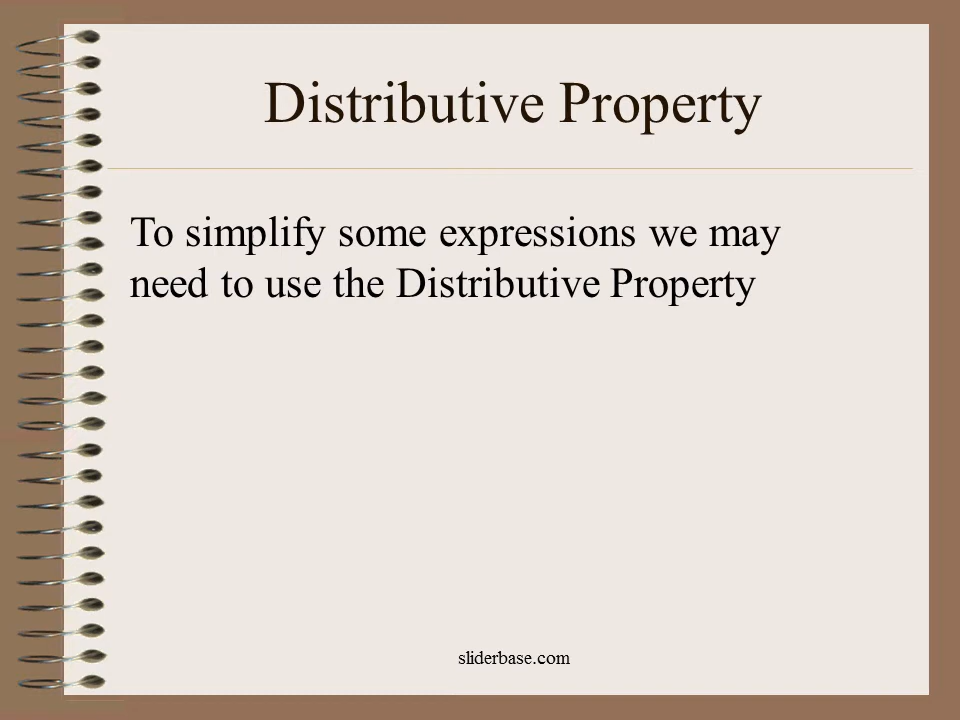 Distributive Property
To simplify some expressions we may
need to use the Distributive Property
sliderbase.com